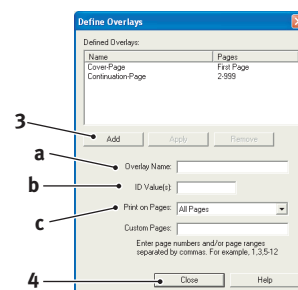 Define Overlays
Defined Overlays:
Name Pages
Cover-Page First Page
Continuation-Page 2-999
3
Add Apply Remove
a Overlay Name:
b ID Value(s):
c Print on Pages: All Pages
Custom Pages:
Enter page numbers and/or page ranges
separated by commas. For example, 1,3,5-12
4 Close Help